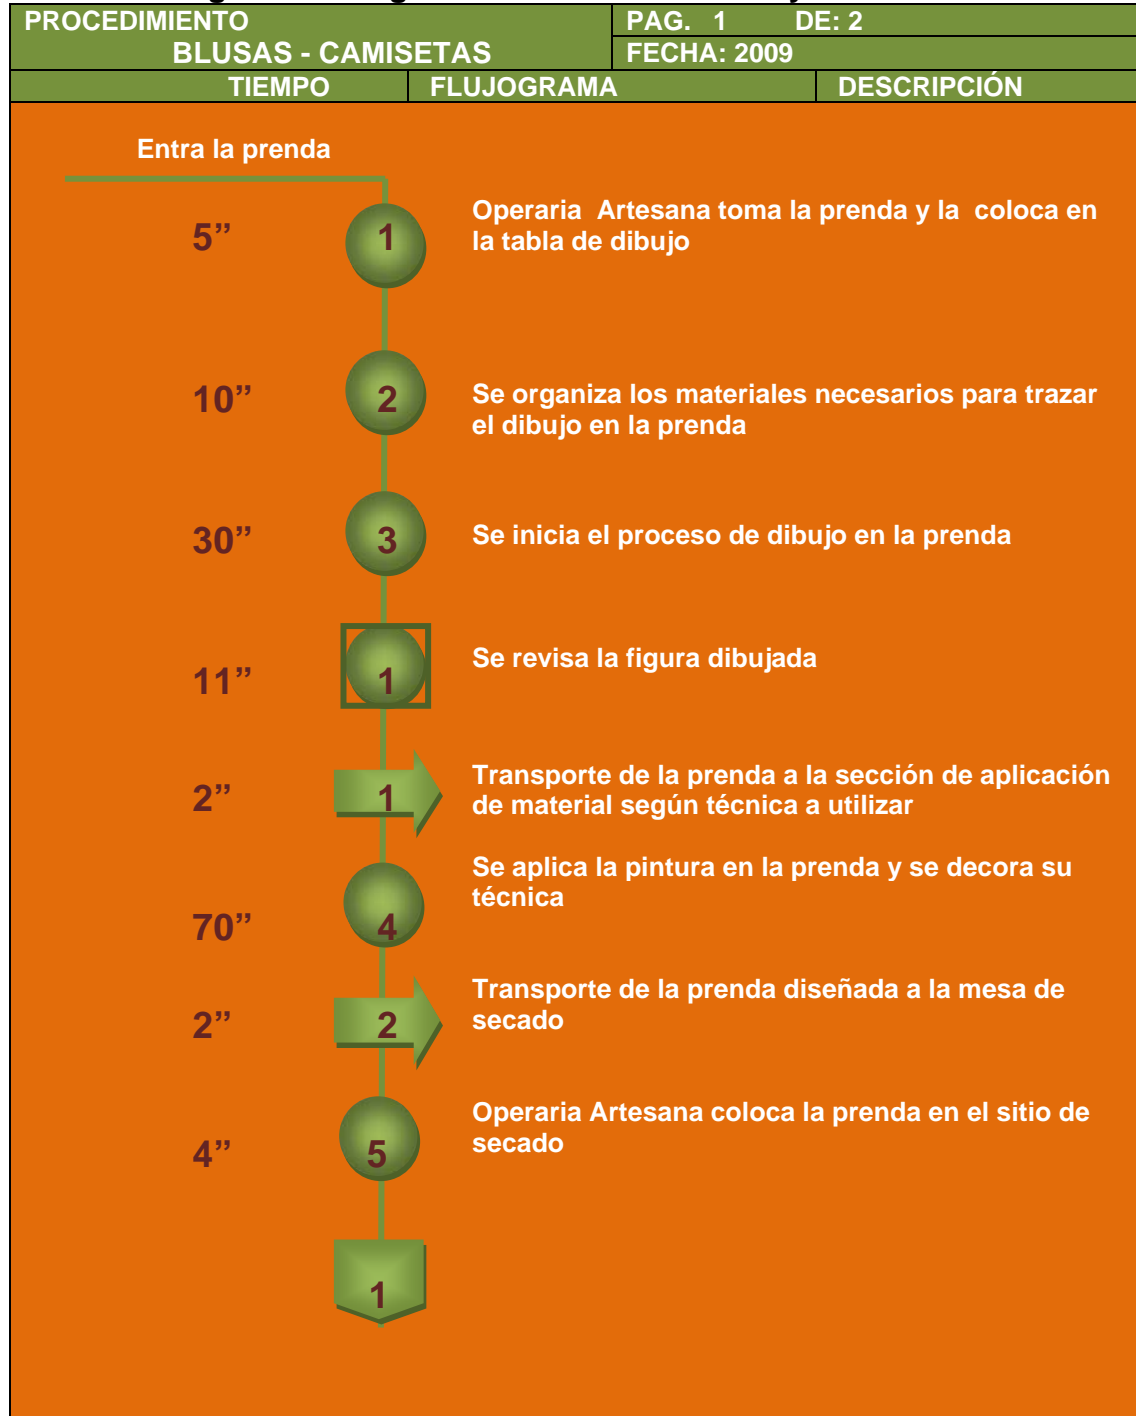 PROCEDIMIENTO
BLUSAS - CAMISETAS
PAG. 1 DE: 2
FECHA: 2009
TIEMPO FLUJOGRAMA DESCRIPCIÓN
Entra la prenda
5” 1 Operaria Artesana toma la prenda y la coloca en
la tabla de dibujo
10” 2 Se organiza los materiales necesarios para trazar
el dibujo en la prenda
30” 3 Se inicia el proceso de dibujo en la prenda
11” 1 Se revisa la figura dibujada
2” 1 Transporte de la prenda a la sección de aplicación
de material según técnica a utilizar
70” 4 Se aplica la pintura en la prenda y se decora su
técnica
2” 2 Transporte de la prenda diseñada a la mesa de
secado
4” 5 Operaria Artesana coloca la prenda en el sitio de
secado
1